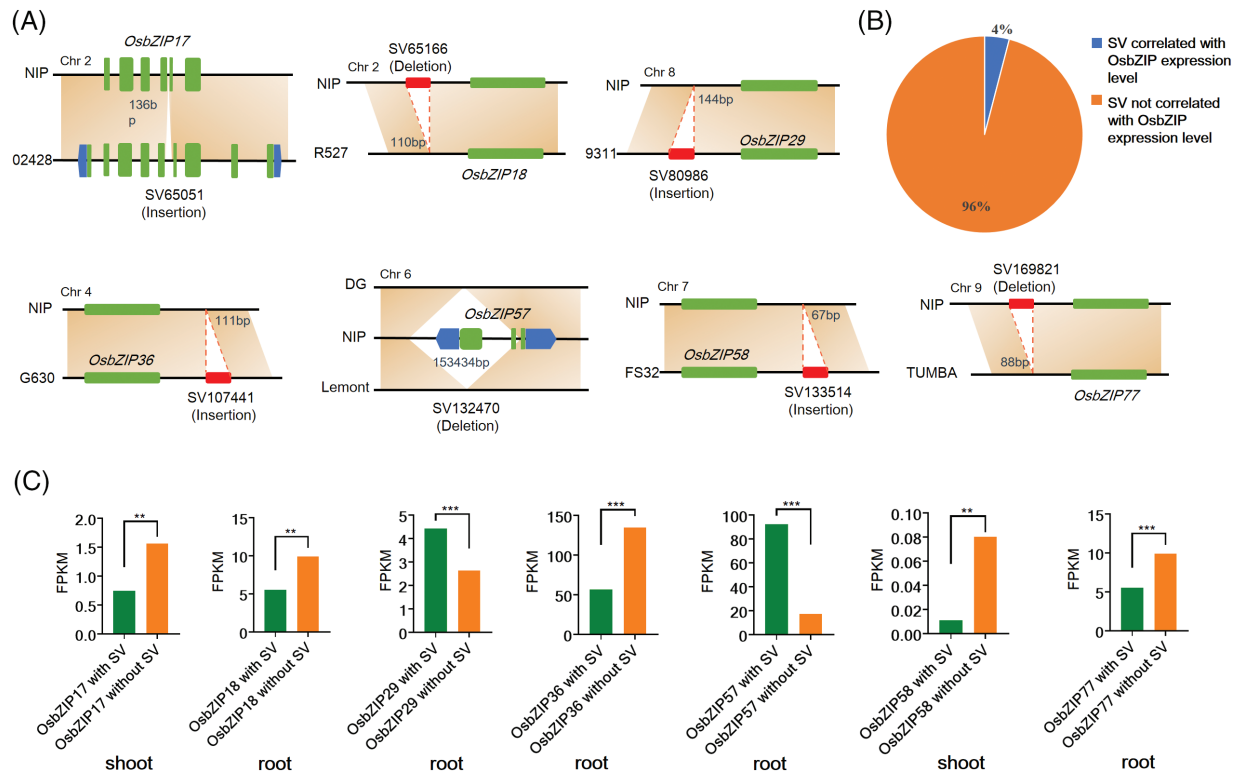 (A)
OsbZIP17
Chr 2
NIP
136b
p
02428
SV65051
(Insertion)
SV65166
(Deletion)
Chr 2
NIP
110bp
R527
OsbZIP18
Chr 8
NIP
144bp
OsbZIP29
9311
SV80986
(Insertion)
(B)
4%
96%
SV correlated with
OsbZIP expression
level
SV not correlated
with OsbZIP
expression level
Chr 4
NIP
111bp
OsbZIP36
G630
SV107441
(Insertion)
Chr 6
DG
OsbZIP57
NIP
153434bp
Lemont
SV132470
(Deletion)
Chr 7
NIP
67bp
OsbZIP58
FS32
SV133514
(Insertion)
SV169821
(Deletion)
Chr 9
NIP
88bp
TUMBA
OsbZIP77
(C)
FPKM
2.0
1.5
1.0
0.5
0.0
**
OsbZIP17 with SV
OsbZIP17 without SV
shoot
FPKM
15
10
5
0
**
OsbZIP18 with SV
OsbZIP18 without SV
root
FPKM
5
4
3
2
1
0
***
OsbZIP29 with SV
OsbZIP29 without SV
root
FPKM
150
100
50
0
***
OsbZIP36 with SV
OsbZIP36 without SV
root
FPKM
100
80
60
40
20
0
***
OsbZIP57 with SV
OsbZIP57 without SV
root
FPKM
0.10
0.08
0.06
0.04
0.02
0.00
**
OsbZIP58 with SV
OsbZIP58 without SV
shoot
FPKM
15
10
5
0
***
OsbZIP77 with SV
OsbZIP77 without SV
root